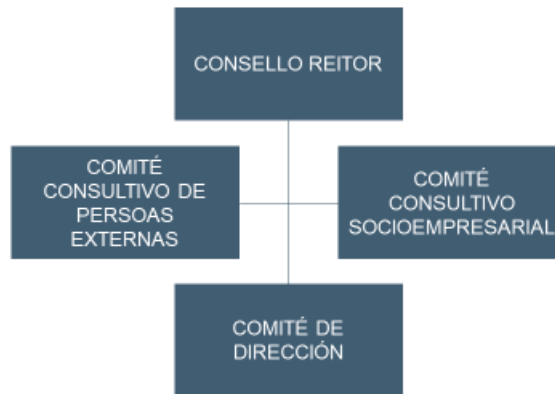 CONSELLO REITOR
COMITÉ
CONSULTIVO DE
PERSOAS
EXTERNAS
COMITÉ
CONSULTIVO
SOCIOEMPRESARIAL
COMITÉ DE
DIRECCIÓN